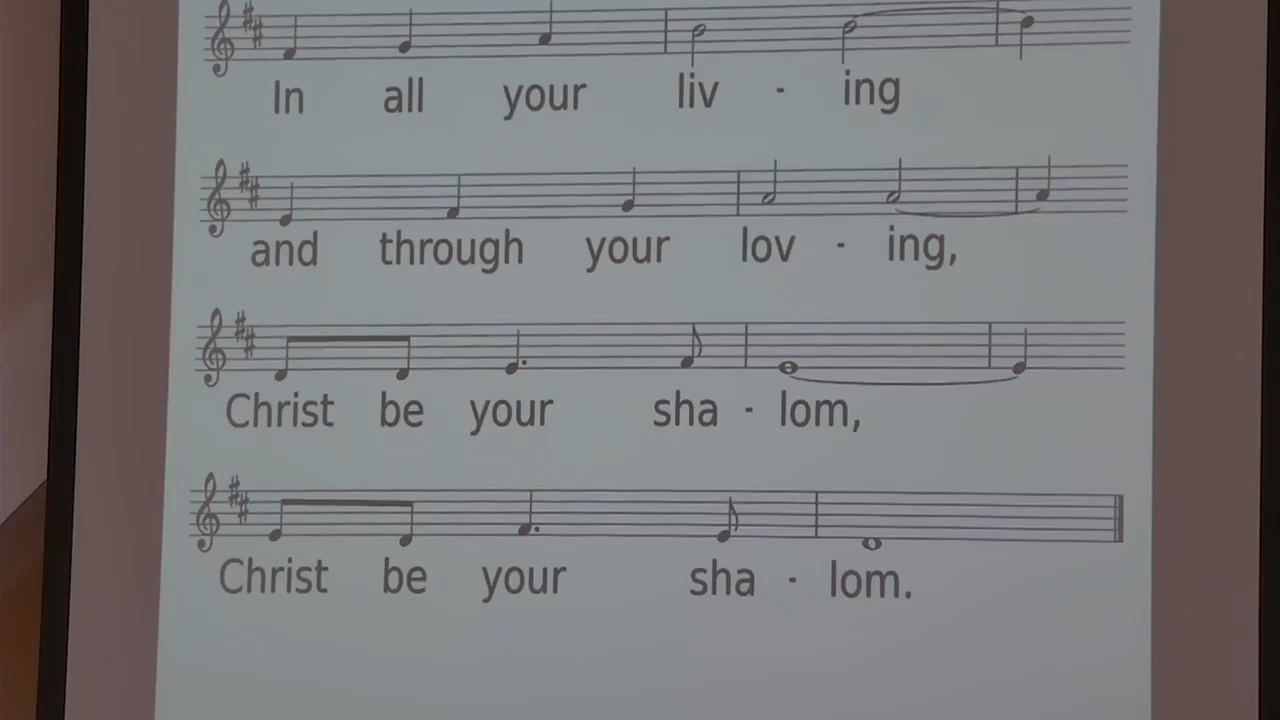 In all your liv - ing
and through your lov - ing,
Christ be your sha - lom,
Christ be your sha - lom.